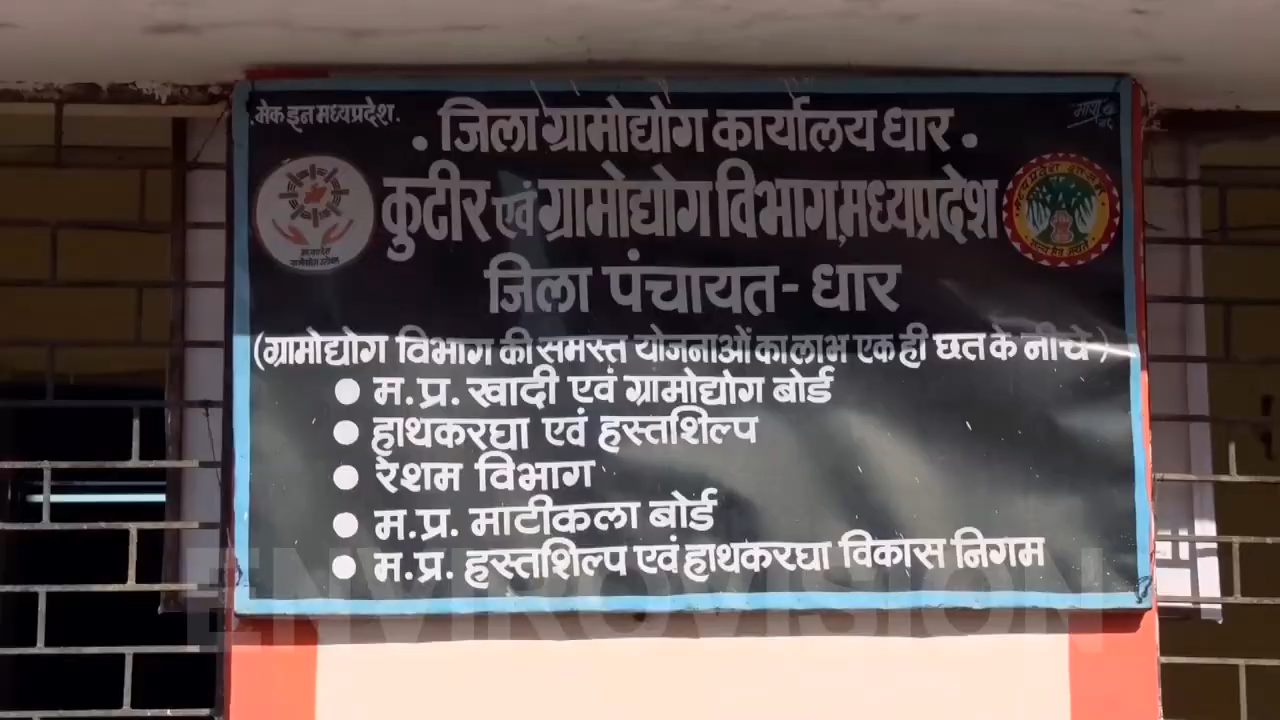 मेक इन मध्यप्रदेश.
• जिला ग्रामोद्योग कार्यालय धार •
कुटीर एवं ग्रामोद्योग विभाग, मध्यप्रदेश
जिला पंचायत - धार
(ग्रामोद्योग विभाग की समस्त योजनाओं का लाभ एक ही छत के नीचे)
● म.प्र. खादी एवं ग्रामोद्योग बोर्ड
● हाथकरघा एवं हस्तशिल्प
● रेशम विभाग
● म.प्र. माटीकला बोर्ड
● म.प्र. हस्तशिल्प एवं हाथकरघा विकास निगम
ENVIROVISION